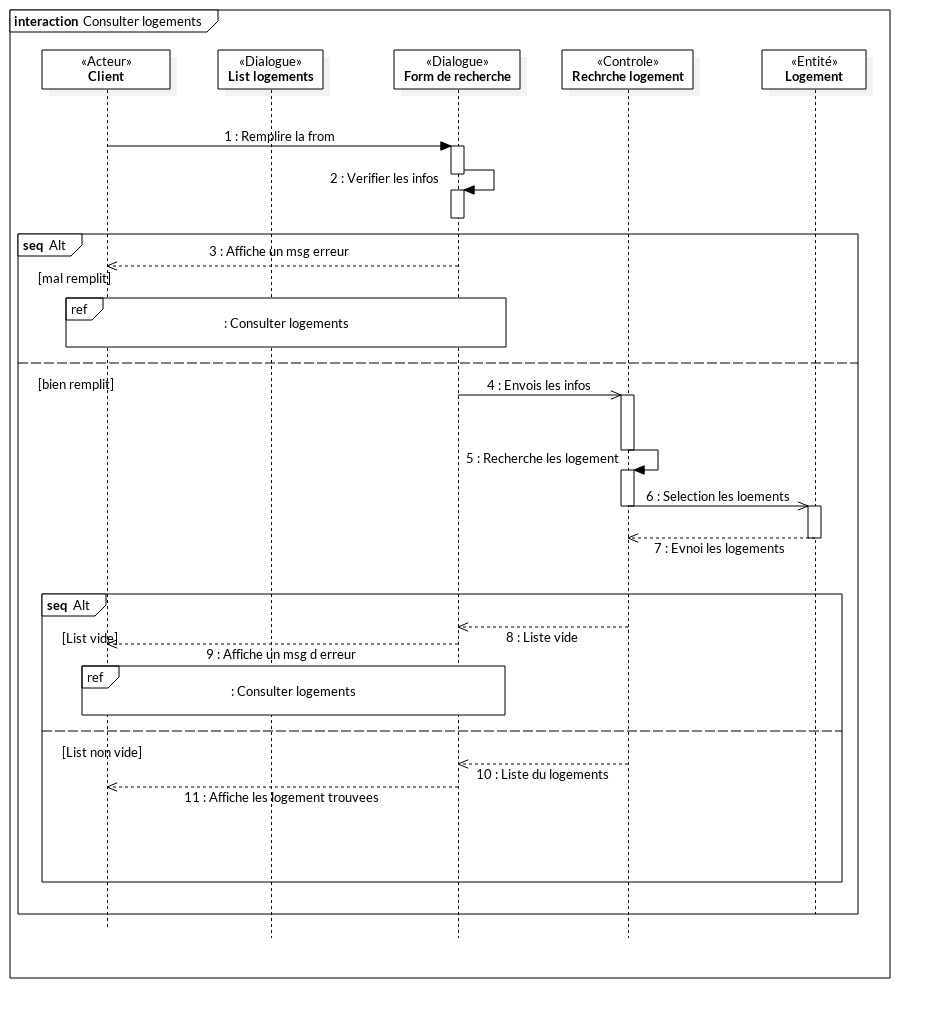 interaction Consulter logements
«Acteur»
Client
«Dialogue»
List logements
«Dialogue»
Form de recherche
«Controle»
Rechrche logement
«Entité»
Logement
1 : Remplire la from
2 : Verifier les infos
seq Alt
3 : Affiche un msg erreur
[mal remplit]
ref
: Consulter logements
[bien remplit]
4 : Envois les infos
5 : Recherche les logement
6 : Selection les loements
7 : Evnoi les logements
seq Alt
8 : Liste vide
[List vide]
9 : Affiche un msg d erreur
ref
: Consulter logements
[List non vide]
10 : Liste du logements
11 : Affiche les logement trouvees